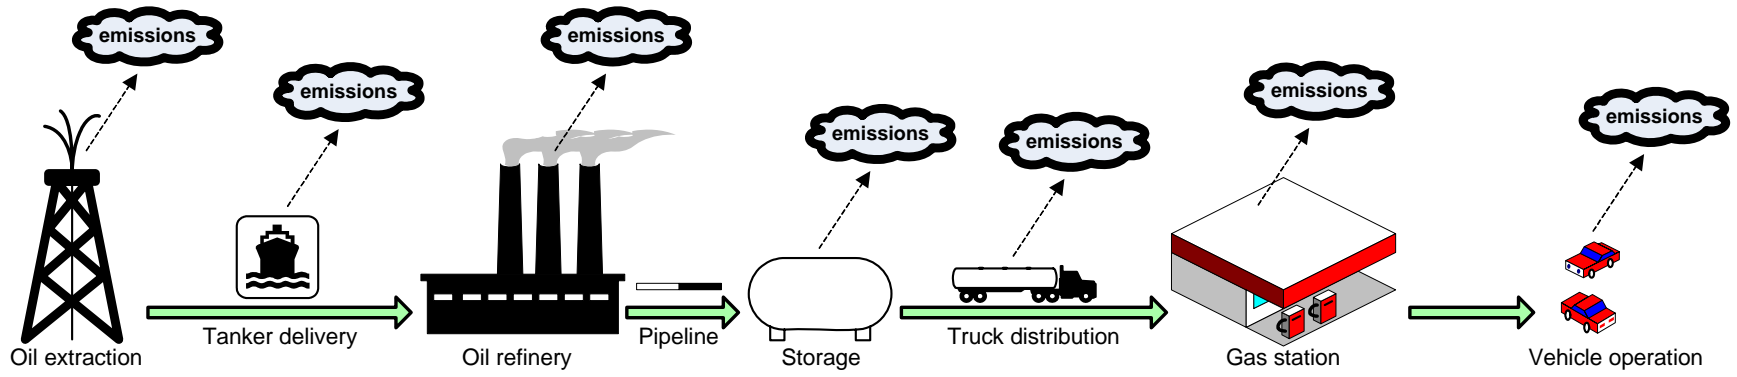 emissions
emissions
emissions
emissions
emissions
emissions
emissions
Oil extraction
Tanker delivery
Oil refinery
Pipeline
Storage
Truck distribution
Gas station
Vehicle operation